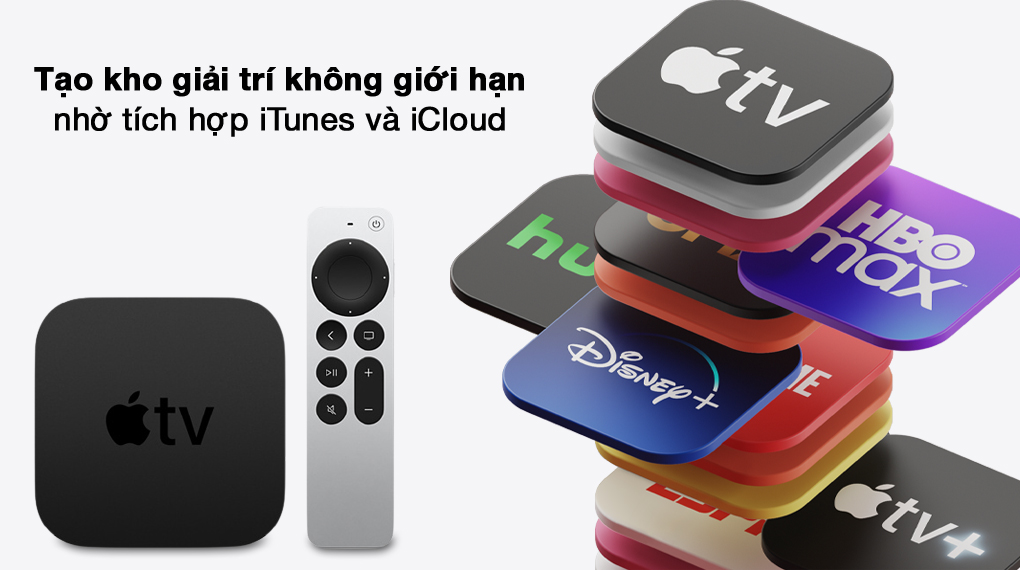 Tạo kho giải trí không giới hạn
nhờ tích hợp iTunes và iCloud
tv
hu
HBO
max
Disney+
tv
tv+